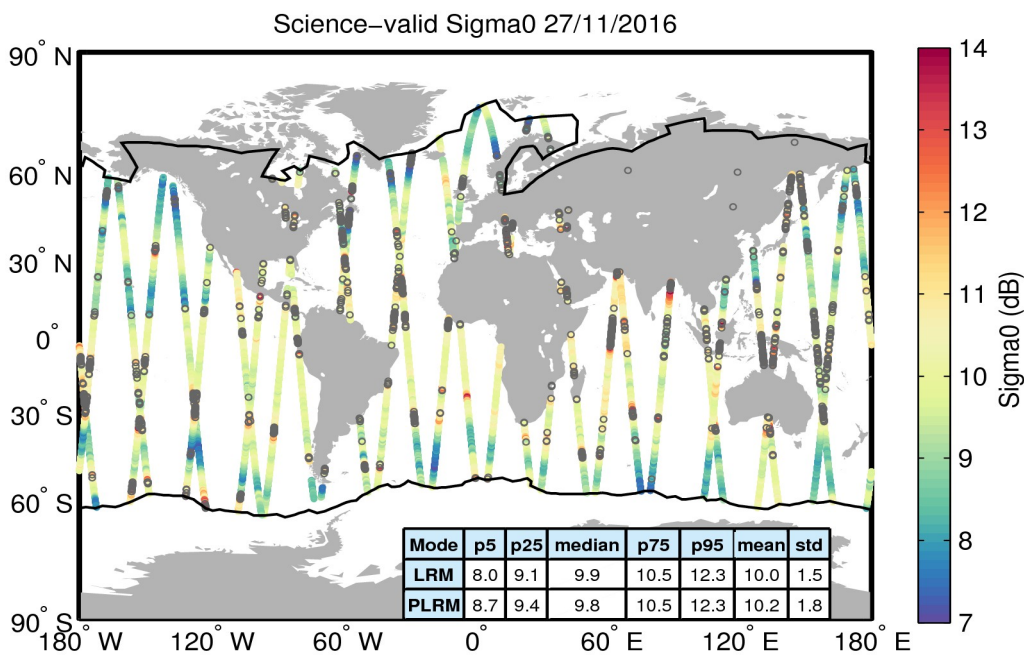 Science−valid Sigma0 27/11/2016
90° N
60° N
30° N
0°
30° S
60° S
90° S
180° W 120° W 60° W 0° 60° E 120° E 180° E
Mode p5 p25 median p75 p95 mean std
LRM 8.0 9.1 9.9 10.5 12.3 10.0 1.5
PLRM 8.7 9.4 9.8 10.5 12.3 10.2 1.8
14
13
12
11
10
9
8
7
Sigma0 (dB)